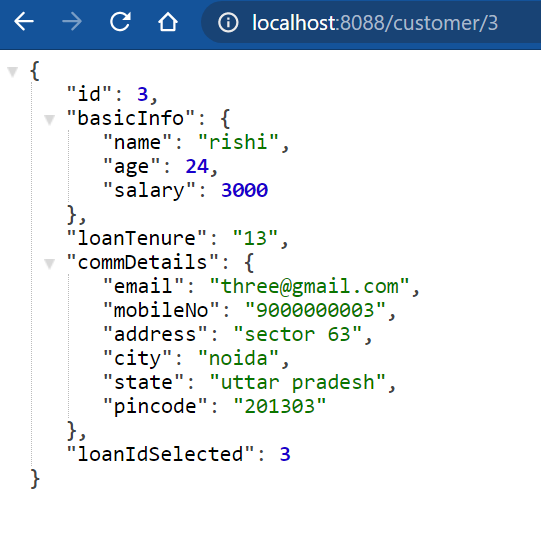 localhost:8088/customer/3
{
"id": 3,
"basicInfo": {
"name": "rishi",
"age": 24,
"salary": 3000
},
"loanTenure": "13",
"commDetails": {
"email": "three@gmail.com",
"mobileNo": "9000000003",
"address": "sector 63",
"city": "noida",
"state": "uttar pradesh",
"pincode": "201303"
},
"loanIdSelected": 3
}